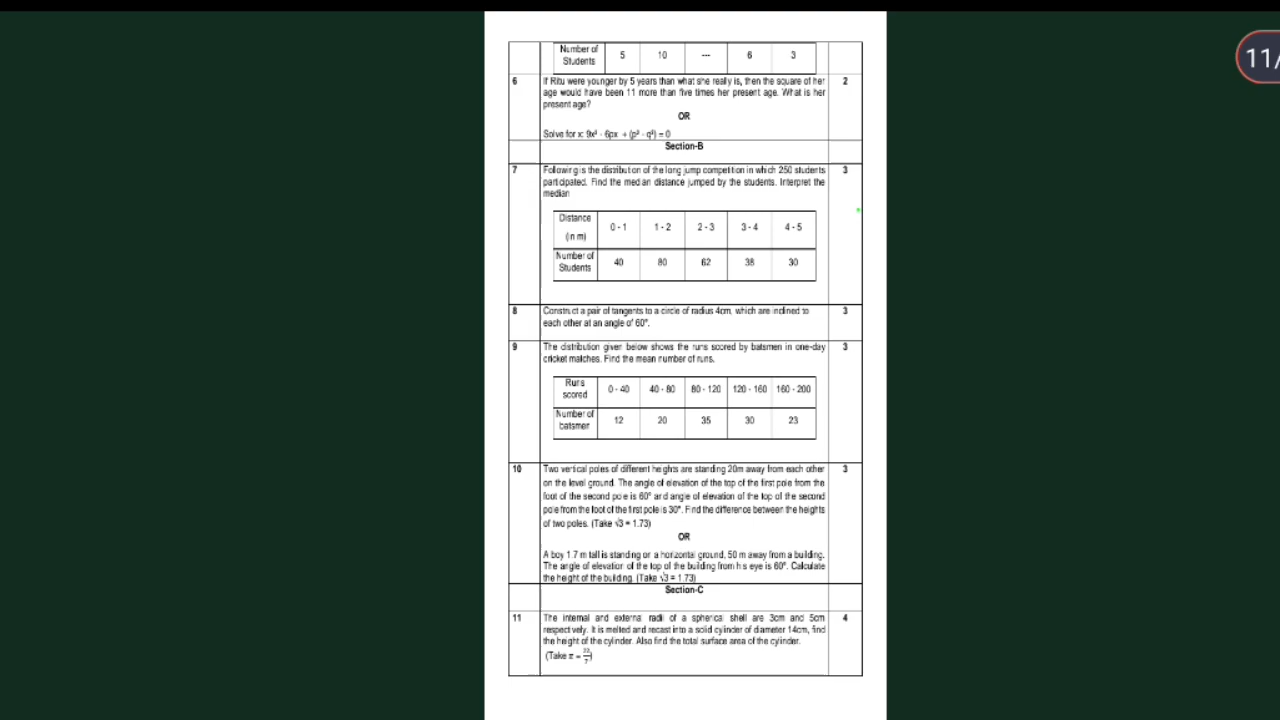 Number of 5 10 --- 6 3
Students
6 If Ritu were younger by 5 years than what she really is, then the square of her 2
age would have been 11 more than five times her present age. What is her
present age?
OR
Solve for x: 9x² - 6px + (p² - q²) = 0
Section-B
7 Following is the distribution of the long jump competition in which 250 students 3
participated. Find the median distance jumped by the students. Interpret the
median
Distance
(in m) 0 - 1 1 - 2 2 - 3 3 - 4 4 - 5
Number of
Students 40 80 62 38 30
8 Construct a pair of tangents to a circle of radius 4cm, which are inclined to 3
each other at an angle of 60°.
9 The distribution given below shows the runs scored by batsmen in one-day 3
cricket matches. Find the mean number of runs.
Runs
scored 0 - 40 40 - 80 80 - 120 120 - 160 160 - 200
Number of
batsmen 12 20 35 30 23
10 Two vertical poles of different heights are standing 20m away from each other 3
on the level ground. The angle of elevation of the top of the first pole from the
foot of the second pole is 60° and angle of elevation of the top of the second
pole from the foot of the first pole is 30°. Find the difference between the heights
of two poles. (Take √3 = 1.73)
OR
A boy 1.7 m tall is standing on a horizontal ground, 50 m away from a building.
The angle of elevation of the top of the building from his eye is 60°. Calculate
the height of the building. (Take √3 = 1.73)
Section-C
11 The internal and external radii of a spherical shell are 3cm and 5cm 4
respectively. It is melted and recast into a solid cylinder of diameter 14cm, find
the height of the cylinder. Also find the total surface area of the cylinder.
(Take π = 22/7)
11/